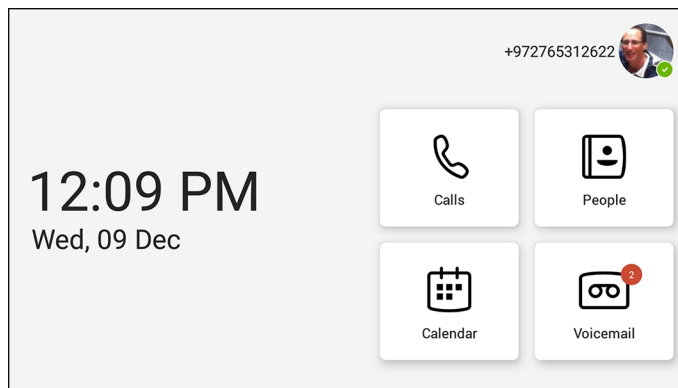 +972765312622
12:09 PM
Wed, 09 Dec
Calls
People
Calendar
2
Voicemail